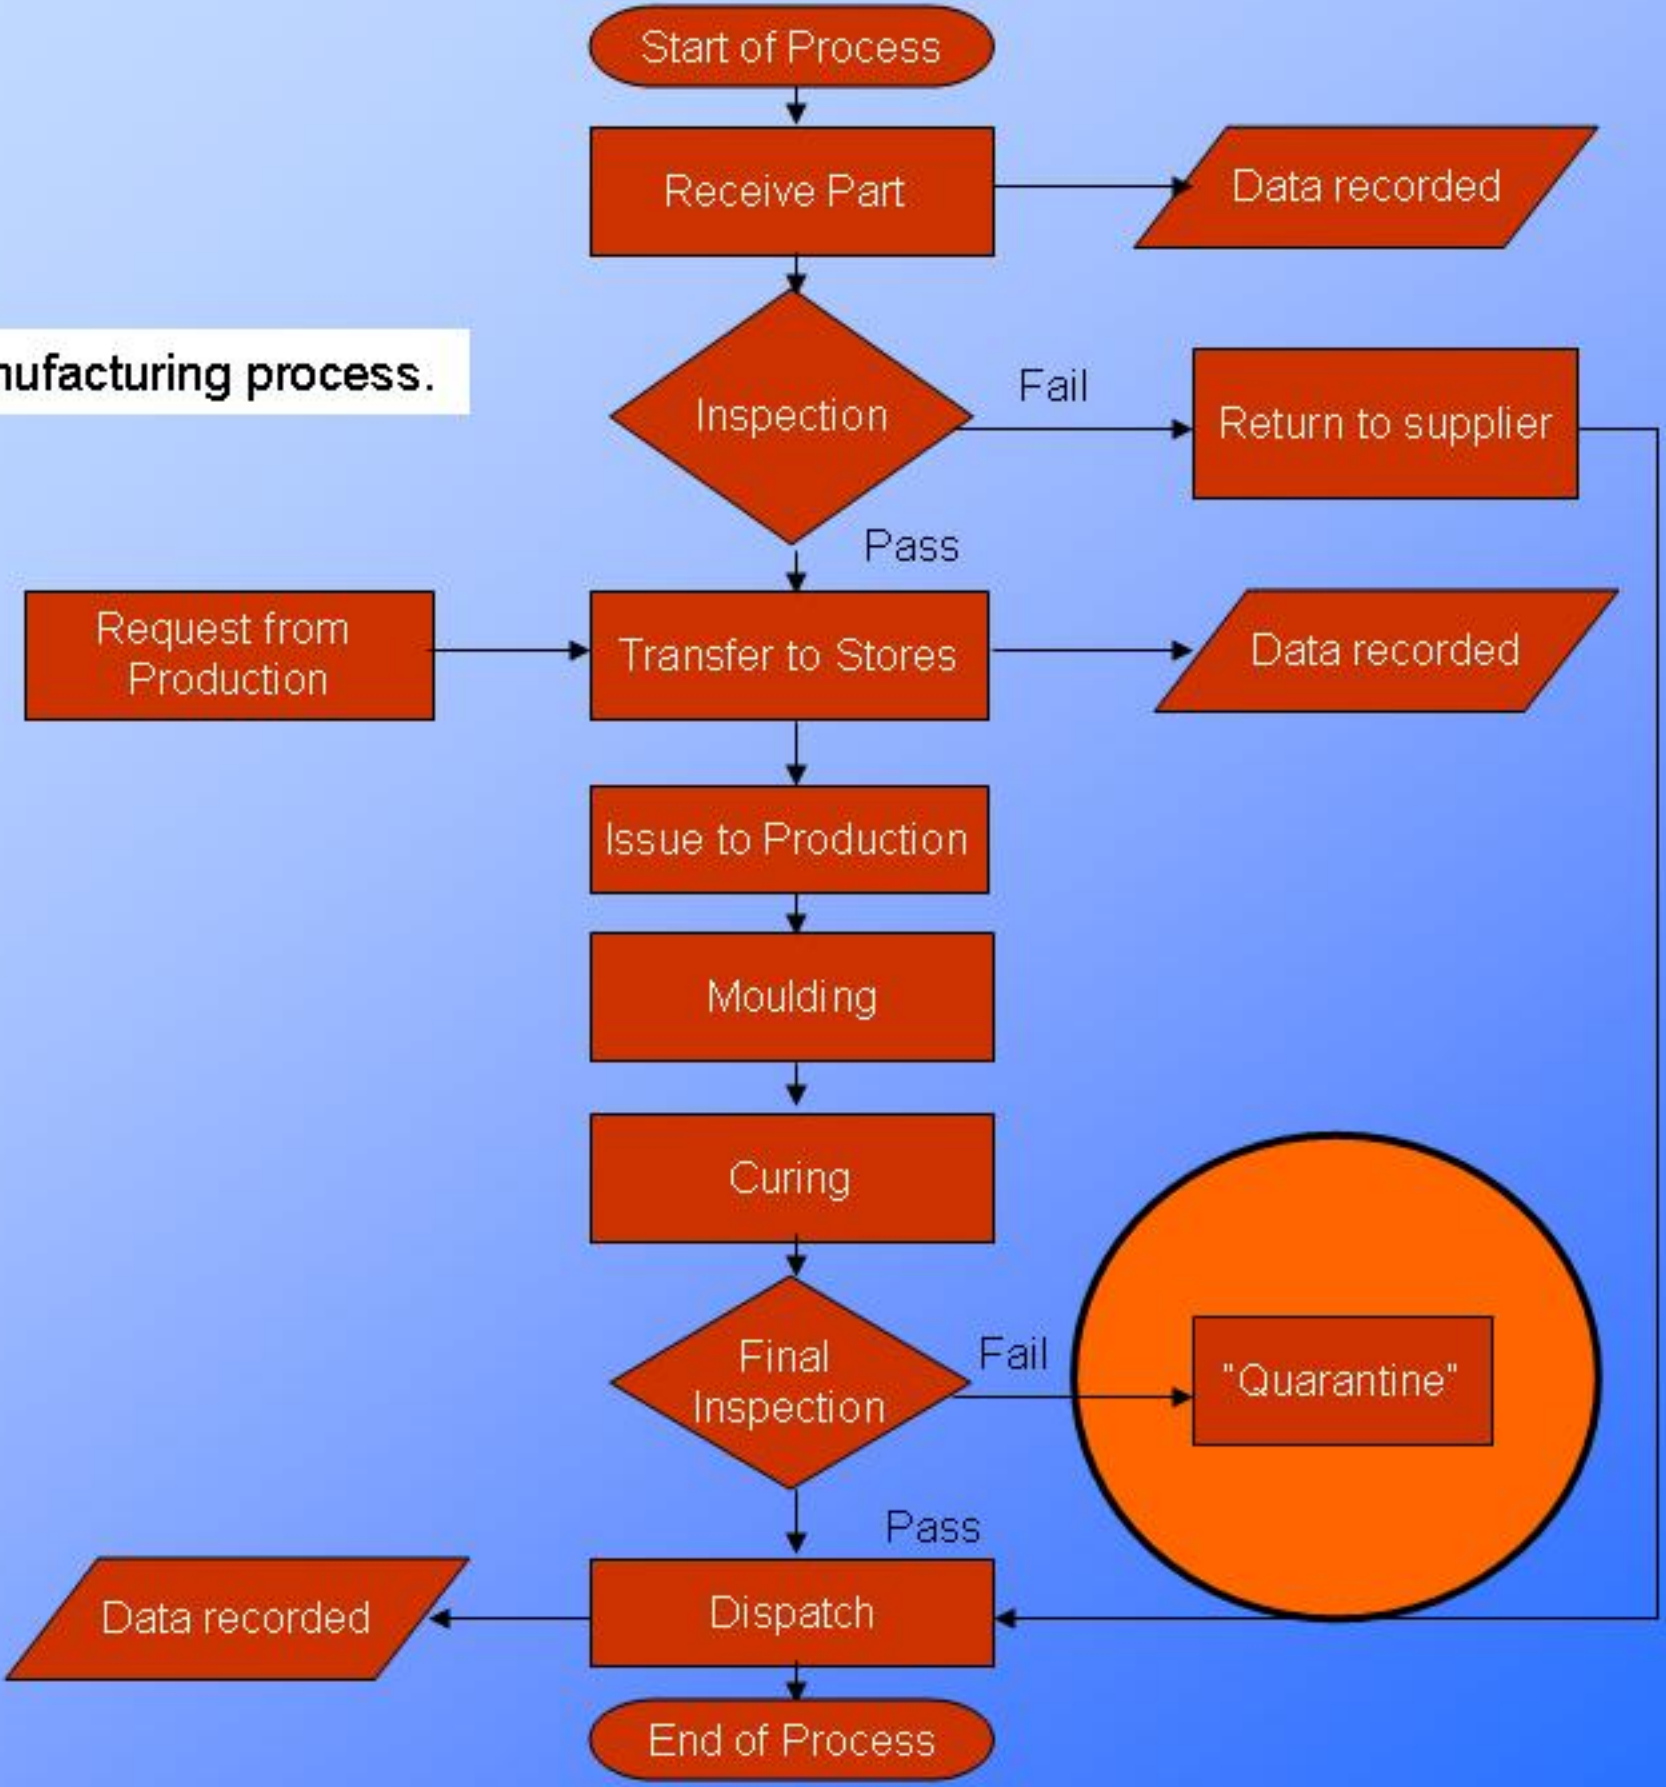 Start of Process
Receive Part
Data recorded
nufacturing process.
Inspection
Fail
Return to supplier
Pass
Request from
Production
Transfer to Stores
Data recorded
Issue to Production
Moulding
Curing
Final
Inspection
Fail
"Quarantine"
Pass
Data recorded
Dispatch
End of Process